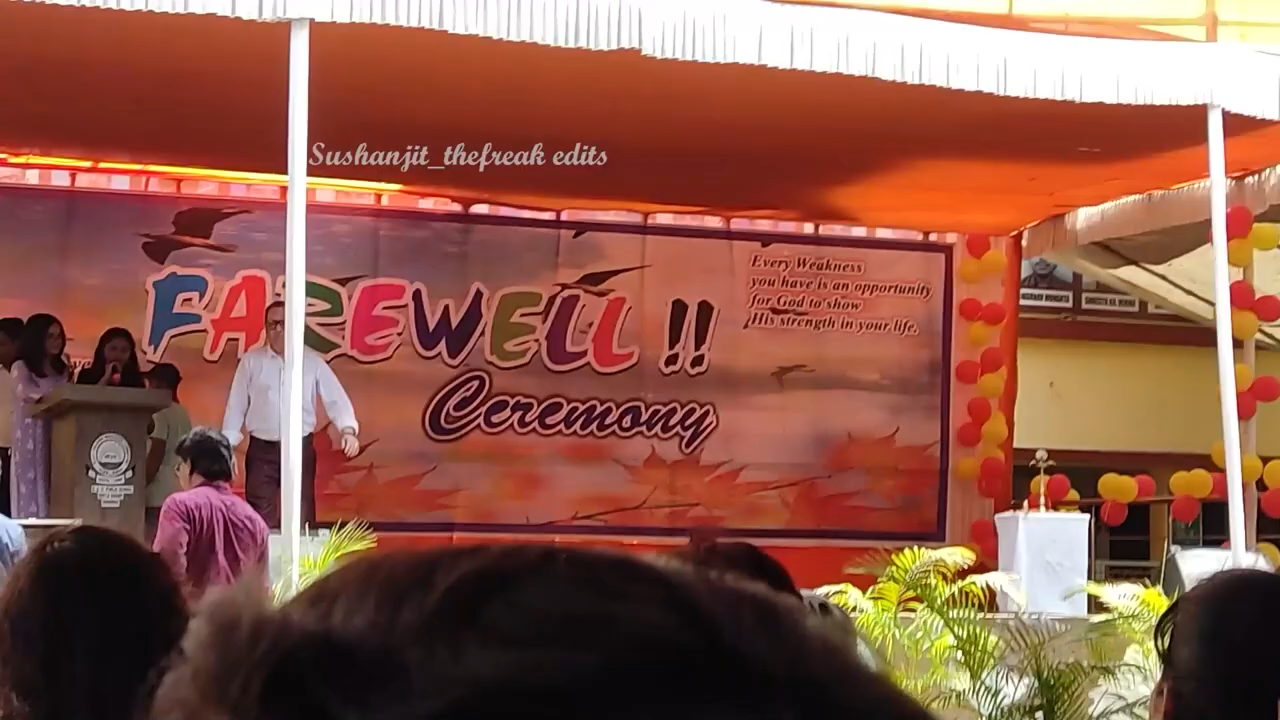 Sushanjit_thefreak edits
FAREWELL !!
Ceremony
Every Weakness
you have is an opportunity
for God to show
His strength in your life.